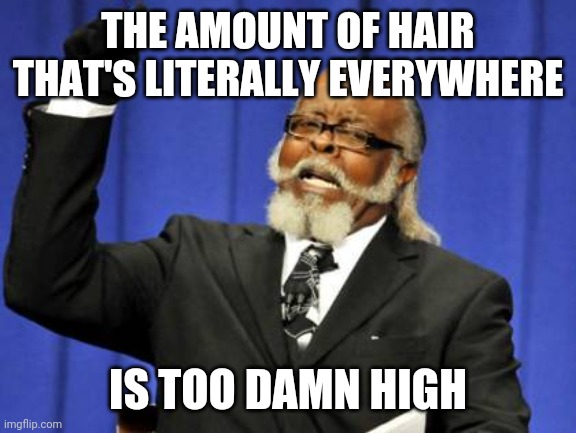 THE AMOUNT OF HAIR
THAT'S LITERALLY EVERYWHERE
IS TOO DAMN HIGH
imgflip.com